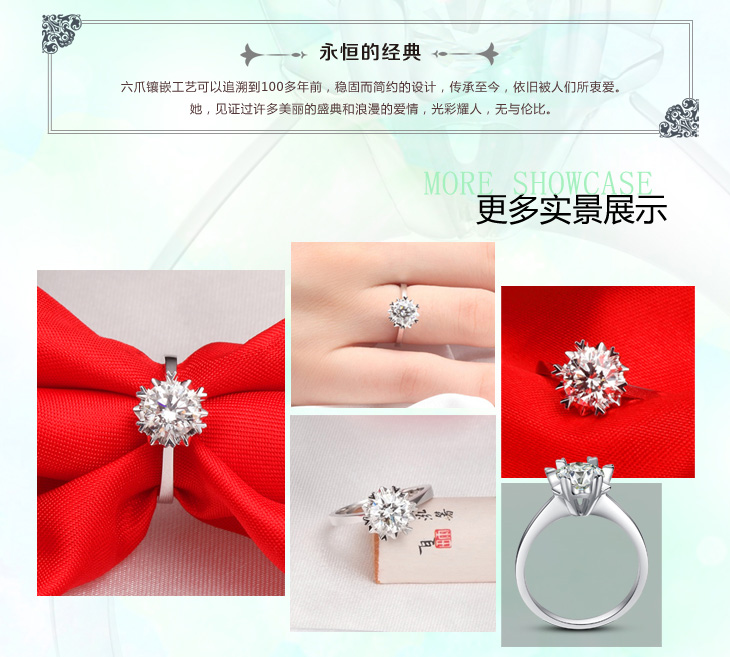 永恒的经典
六爪镶嵌工艺可以追溯到100多年前，稳固而简约的设计，传承至今，依旧被人们所衷爱。
她，见证过许多美丽的盛典和浪漫的爱情，光彩耀人，无与伦比。
MORE SHOWCASE
更多实景展示